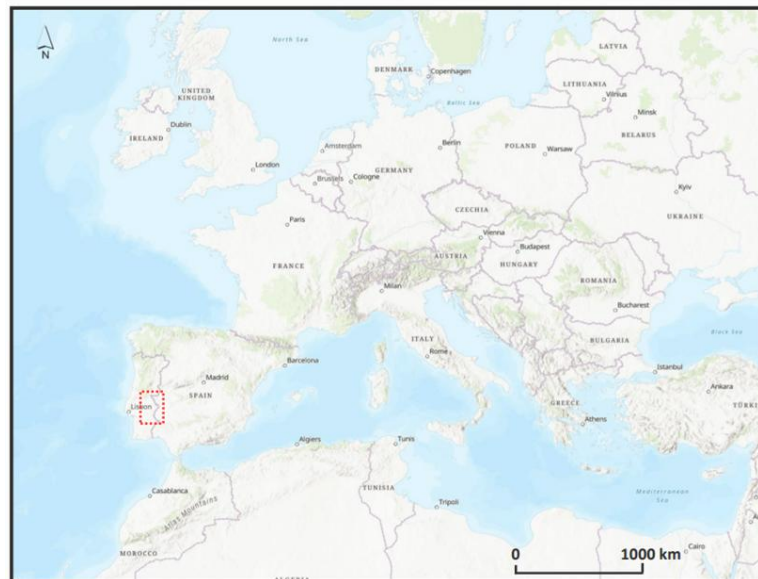 North Sea
LATVIA
DENMARK
Copenhagen
LITHUANIA
Vilnius
UNITED
KINGDOM
Baltic Sea
Minsk
Dublin
BELARUS
IRELAND
Amsterdam
Berlin
POLAND
Warsaw
London
GERMANY
Brussels
Cologne
Kyiv
CZECHIA
UKRAINE
Paris
Vienna
Budapest
AUSTRIA
HUNGARY
FRANCE
ROMANIA
Milan
Bucharest
ITALY
Black Sea
BULGARIA
Rome
Barcelona
Istanbul
Madrid
Ankara
SPAIN
GREECE
TÜRKI
Lisbon
Athens
Algiers
Tunis
TUNISIA
Casablanca
Mediterranean
Sea
Atlas Mountains
Tripoli
MOROCCO
Cairo
0 1000 km
N